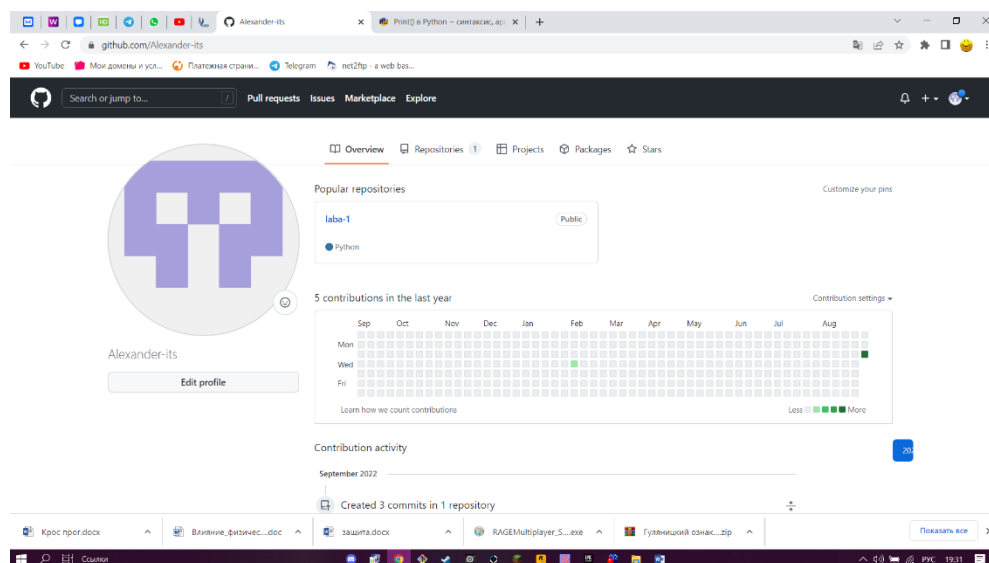 Alexander-its
Print() в Python – синтаксис, ар
github.com/Alexander-its
YouTube Мои домены и усл... Платежная страни... Telegram net2ftp - a web bas...
Search or jump to... / Pull requests Issues Marketplace Explore
Overview Repositories 1 Projects Packages Stars
Popular repositories Customize your pins
laba-1 Public
Python
5 contributions in the last year Contribution settings
Sep Oct Nov Dec Jan Feb Mar Apr May Jun Jul Aug
Mon
Wed
Fri
Learn how we count contributions Less More
Alexander-its
Edit profile
Contribution activity
202
September 2022
Created 3 commits in 1 repository
Крос прог.docx Влияние_физичес...doc защита.docx RAGEMultiplayer_S...exe Гуляницкий ознак...zip Показать все
Ссылки РУС 19:31